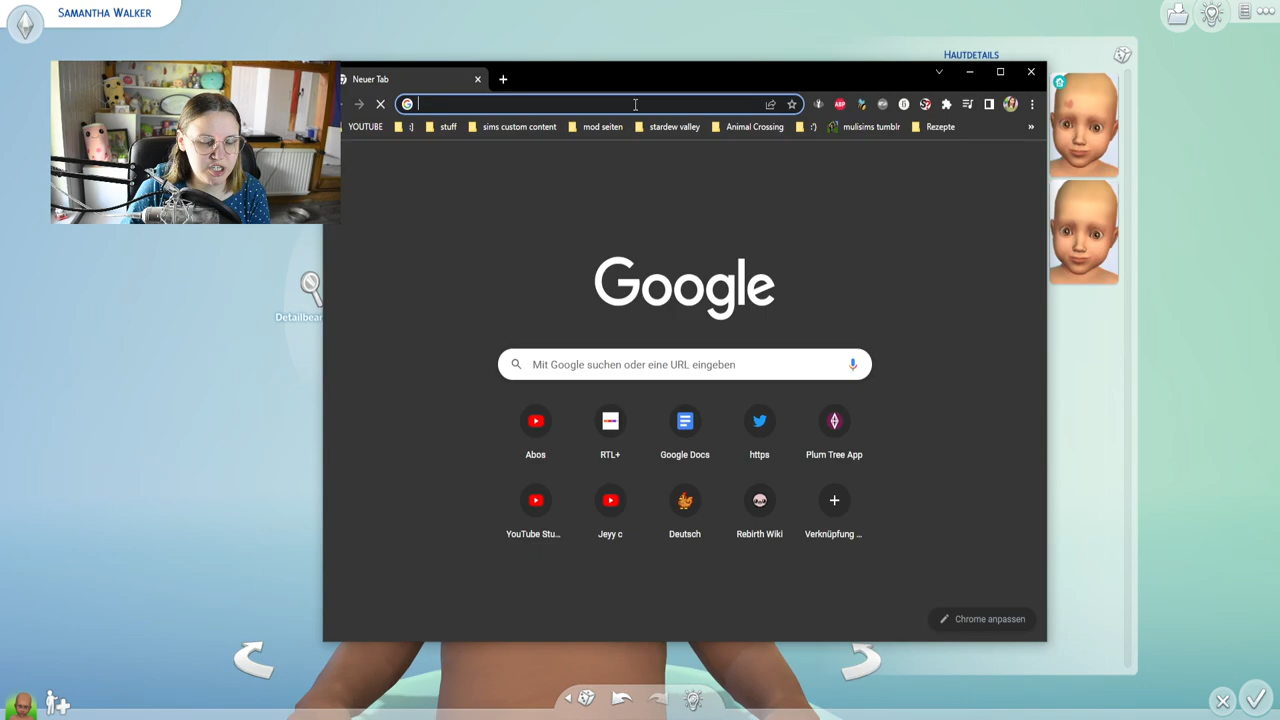 SAMANTHA WALKER
HAUTDETAILS
Neuer Tab
YOUTUBE
:j
stuff
sims custom content
mod seiten
stardew valley
Animal Crossing
:')
mulisims tumblr
Rezepte
»
Detailbear
Google
Mit Google suchen oder eine URL eingeben
Abos
RTL+
Google Docs
https
Plum Tree App
YouTube Stu...
Jeyy c
Deutsch
Rebirth Wiki
Verknüpfung ...
Chrome anpassen